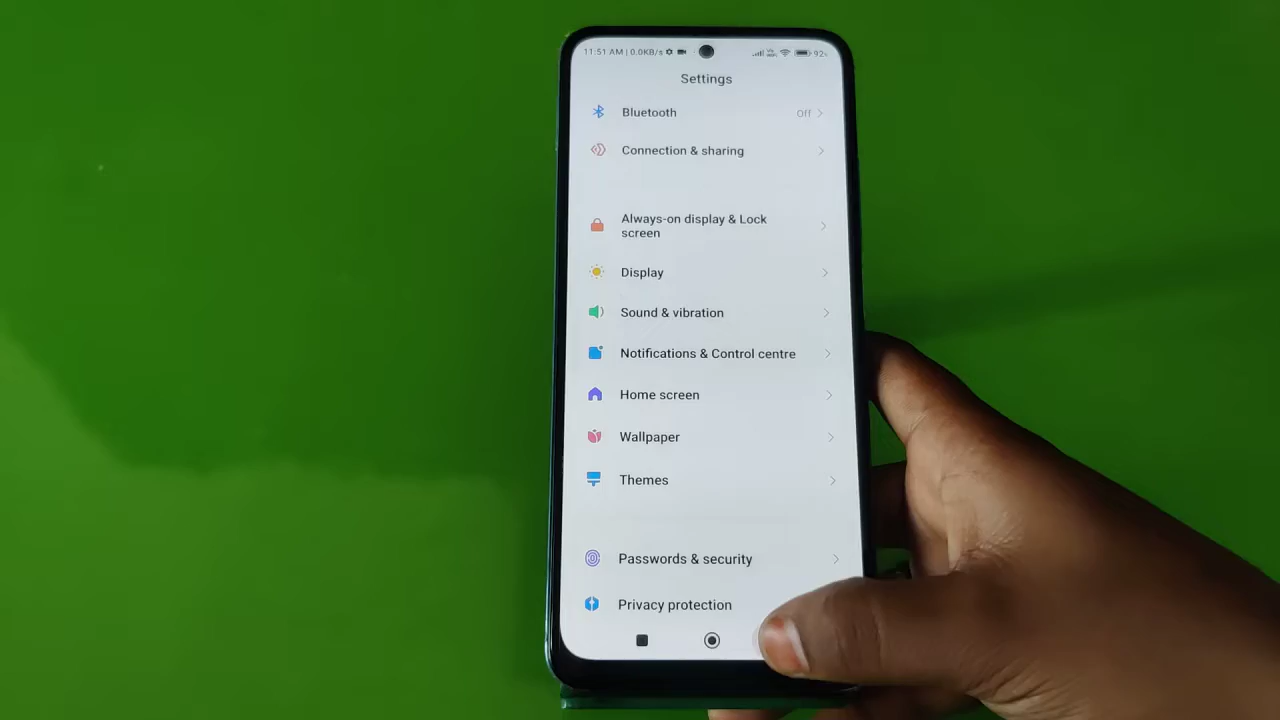 11:51 AM | 0.0KB/s 92%
Settings
Bluetooth Off
Connection & sharing
Always-on display & Lock
screen
Display
Sound & vibration
Notifications & Control centre
Home screen
Wallpaper
Themes
Passwords & security
Privacy protection